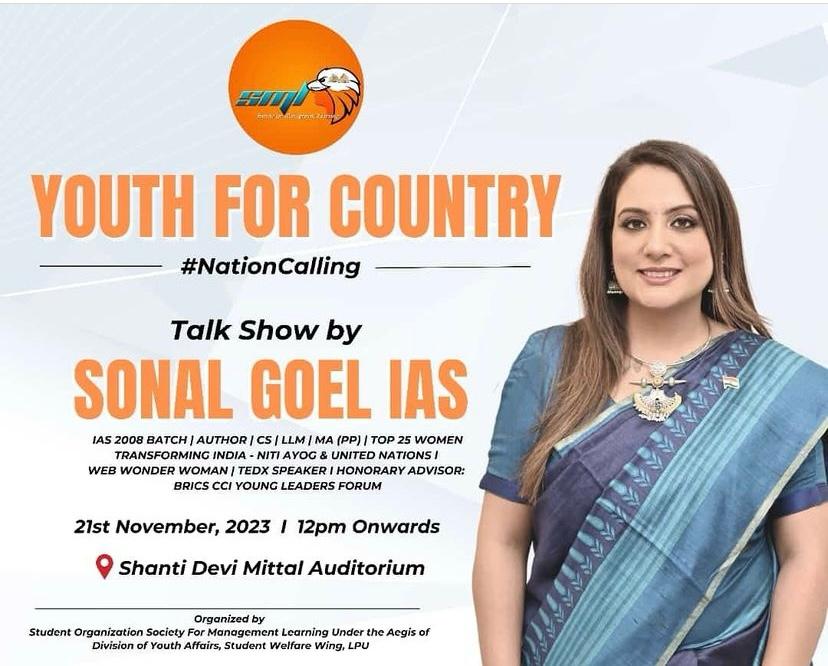 sml
YOUTH FOR COUNTRY
#NationCalling
Talk Show by
SONAL GOEL IAS
IAS 2008 BATCH | AUTHOR | CS | LLM | MA (PP) | TOP 25 WOMEN
TRANSFORMING INDIA - NITI AYOG & UNITED NATIONS I
WEB WONDER WOMAN | TEDX SPEAKER I HONORARY ADVISOR:
BRICS CCI YOUNG LEADERS FORUM
21st November, 2023 I 12pm Onwards
Shanti Devi Mittal Auditorium
Organized by
Student Organization Society For Management Learning Under the Aegis of
Division of Youth Affairs, Student Welfare Wing, LPU